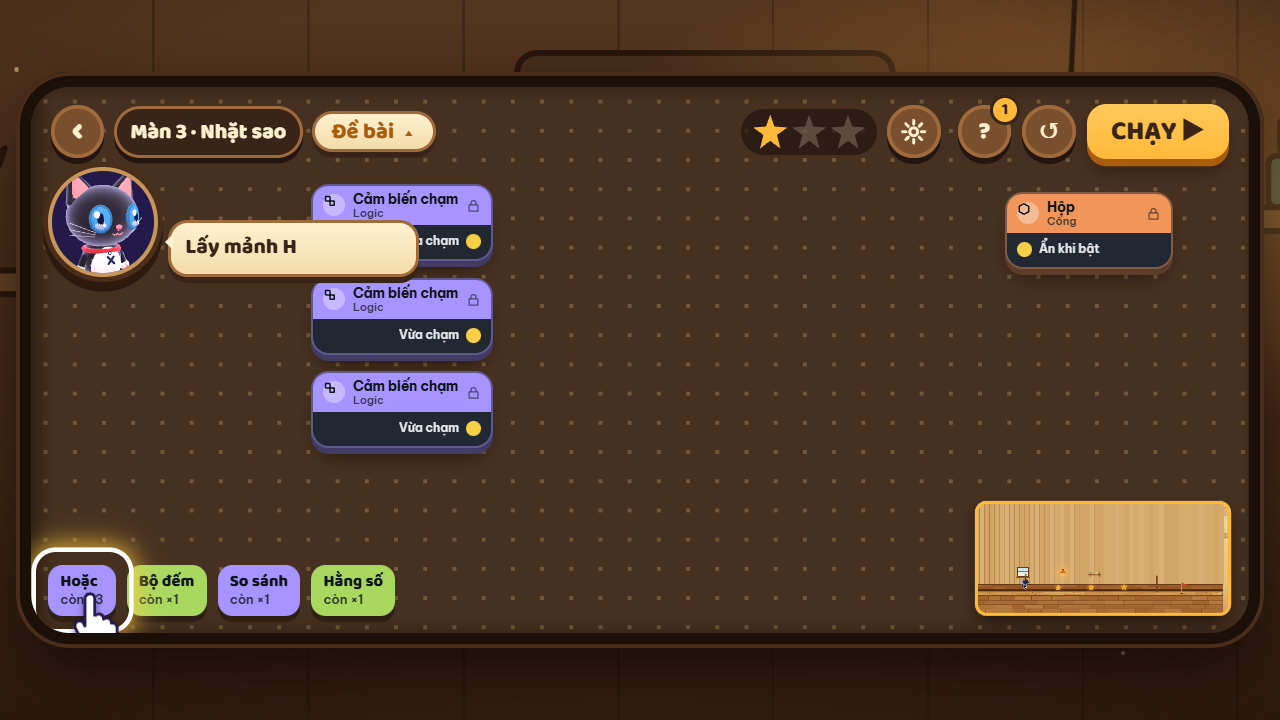 Màn 3 · Nhặt sao
Đề bài
?
1
CHẠY
Cảm biến chạm
Logic
chạm
Lấy mảnh H
Cảm biến chạm
Logic
Vừa chạm
Cảm biến chạm
Logic
Vừa chạm
Hộp
Cổng
Ẩn khi bật
Hoặc
còn 3
Bộ đếm
còn ×1
So sánh
còn ×1
Hằng số
còn ×1